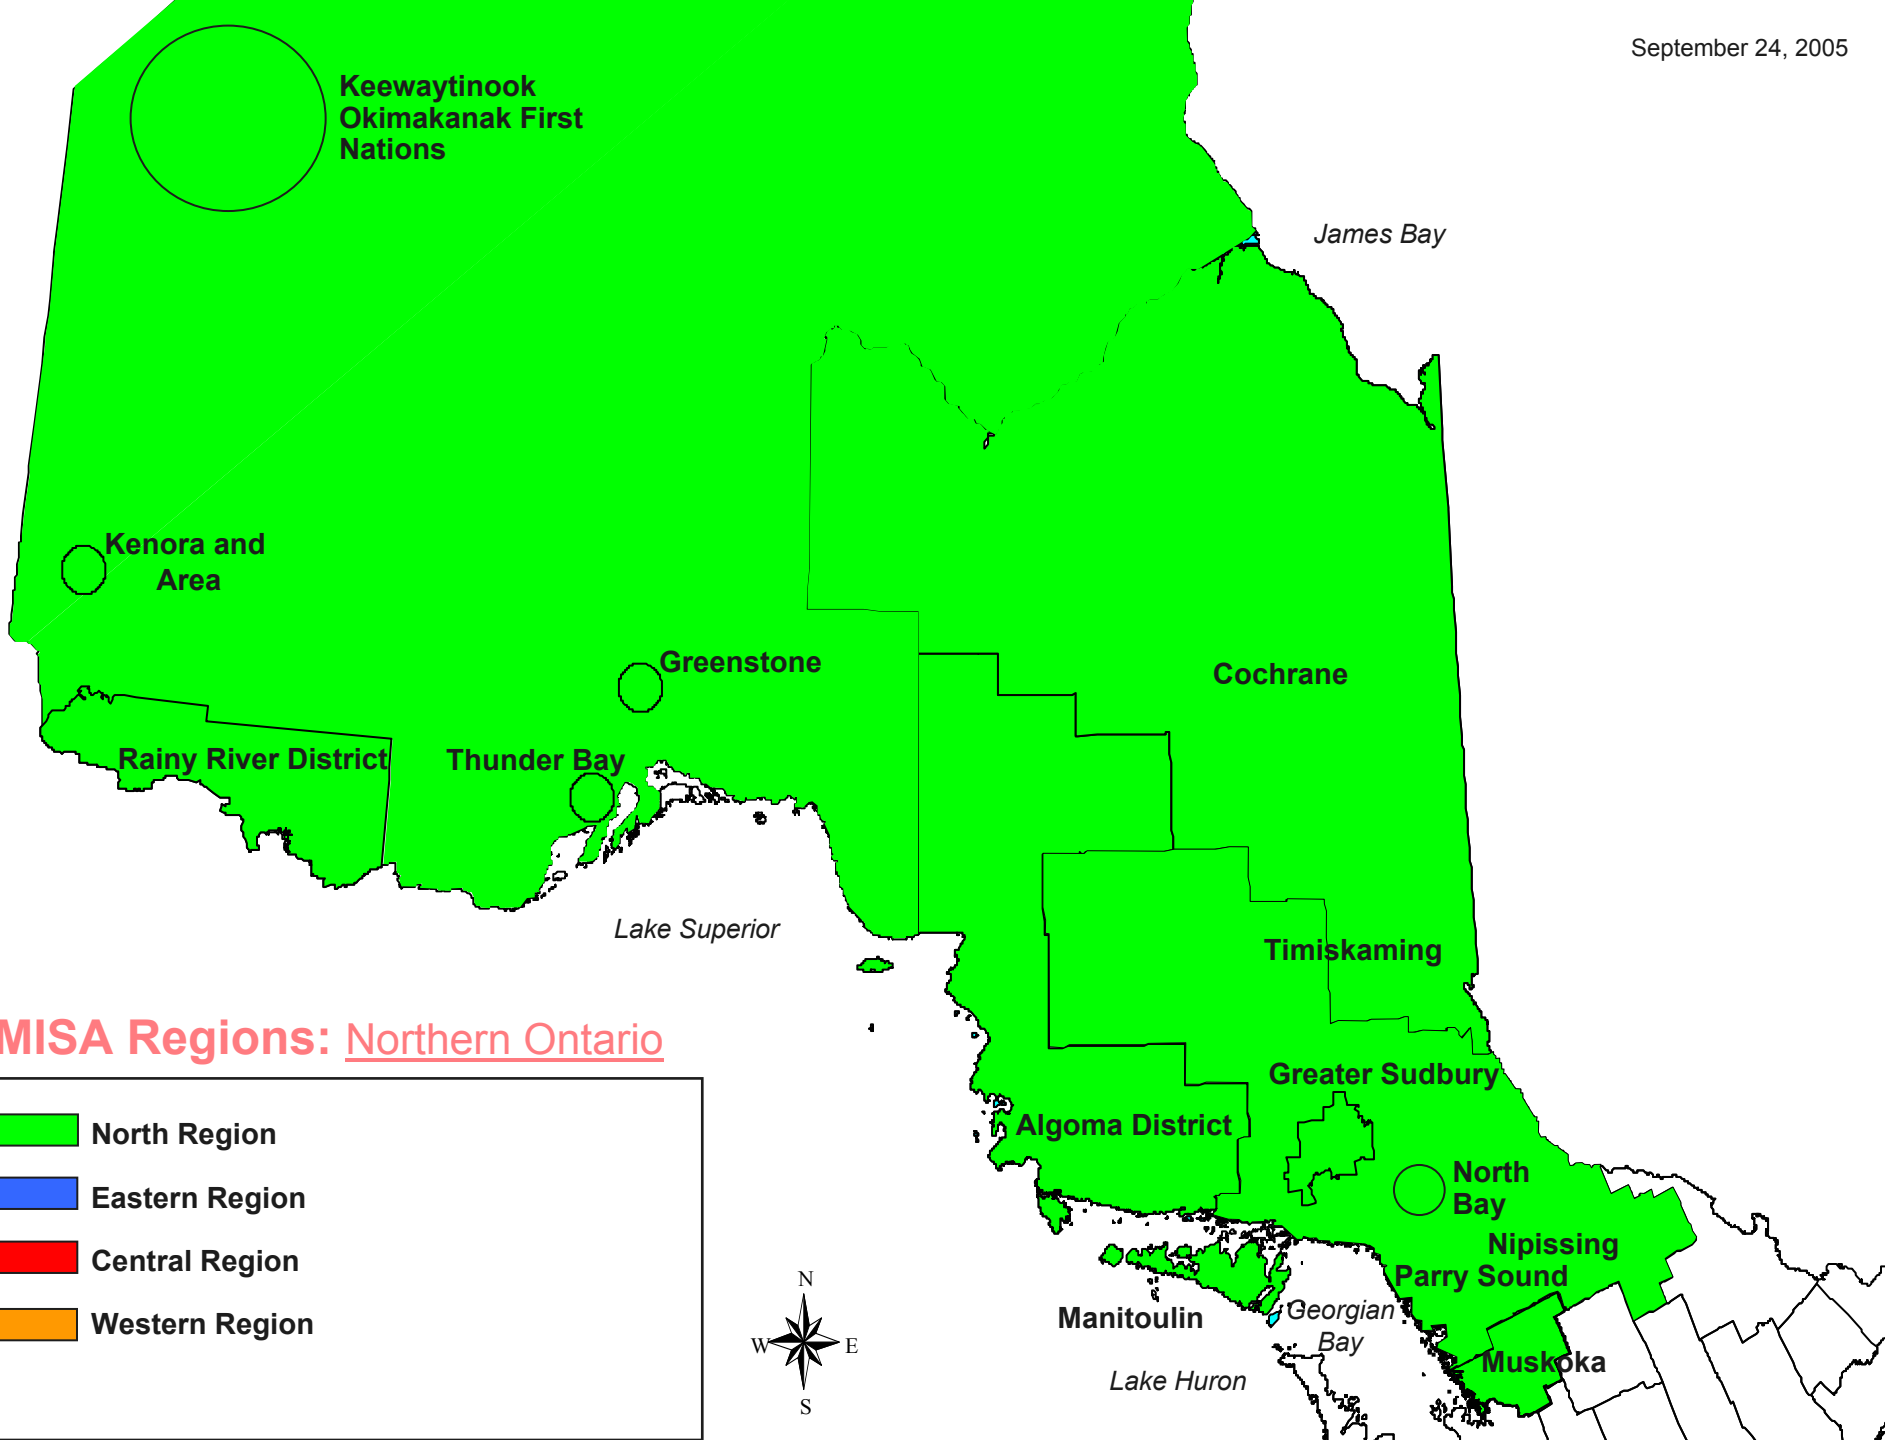 September 24, 2005
Keewaytinook
Okimakanak First
Nations
James Bay
Kenora and
Area
Greenstone
Cochrane
Rainy River District
Thunder Bay
Lake Superior
Timiskaming
MISA Regions: Northern Ontario
Greater Sudbury
Algoma District
North Region
North
Bay
Eastern Region
Nipissing
Central Region
Parry Sound
Manitoulin
Georgian
Bay
Western Region
Muskoka
Lake Huron
N
W
E
S